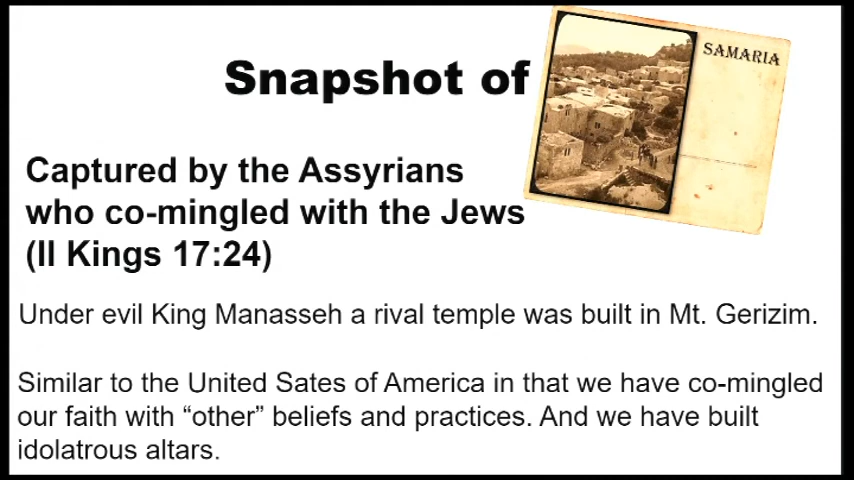 Snapshot of
SAMARIA
Captured by the Assyrians
who co-mingled with the Jews
(II Kings 17:24)
Under evil King Manasseh a rival temple was built in Mt. Gerizim.
Similar to the United Sates of America in that we have co-mingled
our faith with “other” beliefs and practices. And we have built
idolatrous altars.